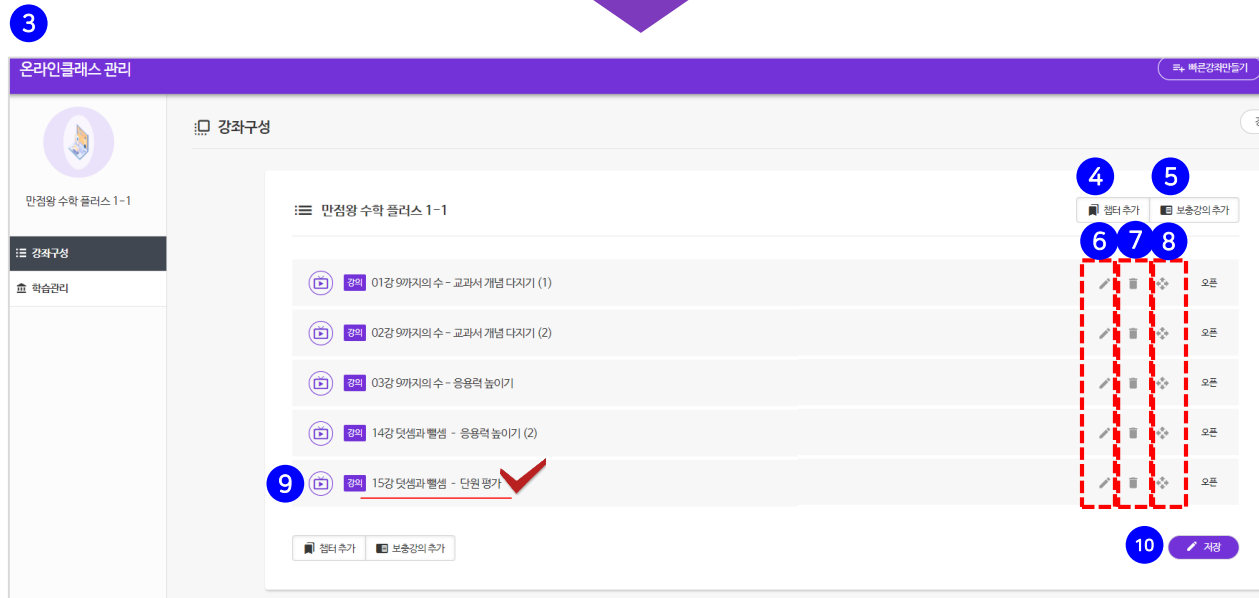 3
온라인클래스 관리
빠른강좌만들기
강좌구성
만점왕 수학 플러스 1-1
4 5
만점왕 수학 플러스 1-1
챕터 추가 보충강의 추가
강좌구성
6 7 8
학습관리
강의 01강 9까지의 수 - 교과서 개념 다지기 (1) 오픈
강의 02강 9까지의 수 - 교과서 개념 다지기 (2) 오픈
강의 03강 9까지의 수 - 응용력 높이기 오픈
강의 14강 덧셈과 뺄셈 - 응용력 높이기 (2) 오픈
9 강의 15강 덧셈과 뺄셈 - 단원 평가 오픈
챕터 추가 보충강의 추가
10 저장